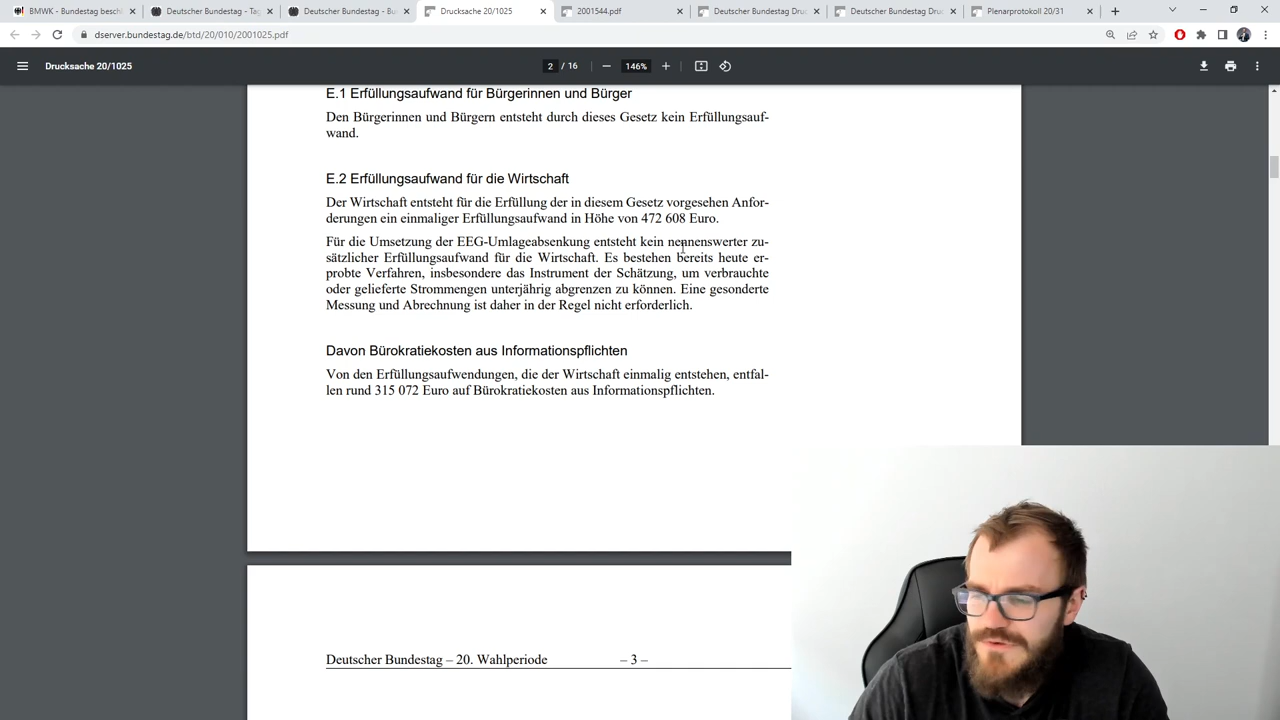 BMWK - Bundestag besch
Deutscher Bundestag - Tag
Deutscher Bundestag - Bu
Drucksache 20/1025
2001544.pdf
Deutscher Bundestag Druc
Deutscher Bundestag Druc
Plenarprotokoll 20/31
dserver.bundestag.de/btd/20/010/2001025.pdf
Drucksache 20/1025
2 / 16
146%
E.1 Erfüllungsaufwand für Bürgerinnen und Bürger
Den Bürgerinnen und Bürgern entsteht durch dieses Gesetz kein Erfüllungsauf-
wand.
E.2 Erfüllungsaufwand für die Wirtschaft
Der Wirtschaft entsteht für die Erfüllung der in diesem Gesetz vorgesehen Anfor-
derungen ein einmaliger Erfüllungsaufwand in Höhe von 472 608 Euro.
Für die Umsetzung der EEG-Umlageabsenkung entsteht kein nennenswerter zu-
sätzlicher Erfüllungsaufwand für die Wirtschaft. Es bestehen bereits heute er-
probte Verfahren, insbesondere das Instrument der Schätzung, um verbrauchte
oder gelieferte Strommengen unterjährig abgrenzen zu können. Eine gesonderte
Messung und Abrechnung ist daher in der Regel nicht erforderlich.
Davon Bürokratiekosten aus Informationspflichten
Von den Erfüllungsaufwendungen, die der Wirtschaft einmalig entstehen, entfal-
len rund 315 072 Euro auf Bürokratiekosten aus Informationspflichten.
Deutscher Bundestag – 20. Wahlperiode – 3 –